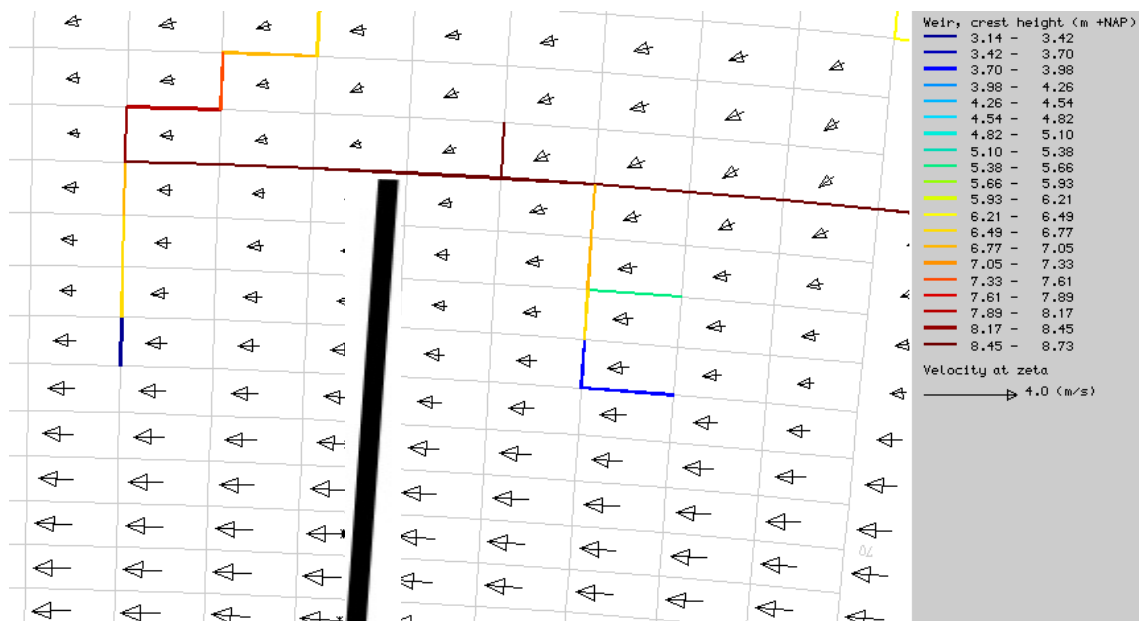 Weir, crest height (m +NAP)
3.14 - 3.42
3.42 - 3.70
3.70 - 3.98
3.98 - 4.26
4.26 - 4.54
4.54 - 4.82
4.82 - 5.10
5.10 - 5.38
5.38 - 5.66
5.66 - 5.93
5.93 - 6.21
6.21 - 6.49
6.49 - 6.77
6.77 - 7.05
7.05 - 7.33
7.33 - 7.61
7.61 - 7.89
7.89 - 8.17
8.17 - 8.45
8.45 - 8.73
Velocity at zeta
4.0 (m/s)
70